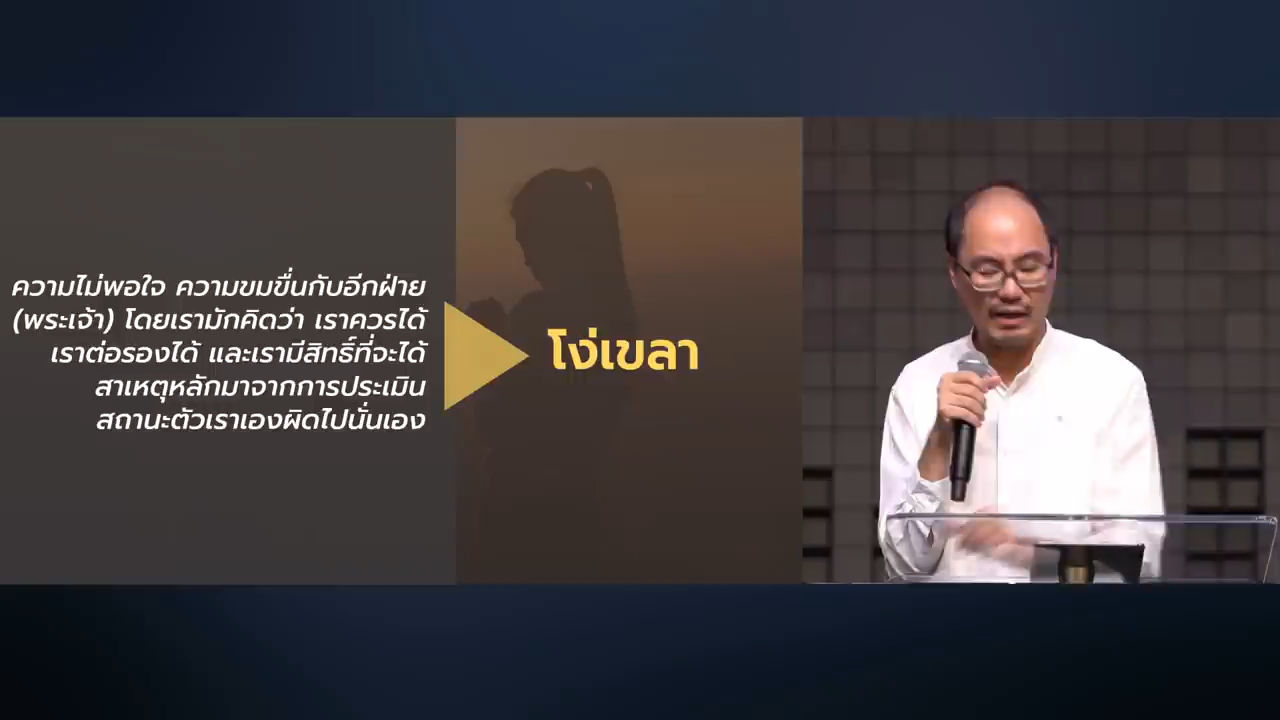 ความไม่พอใจ ความขมขื่นกับอีกฝ่าย
(พระเจ้า) โดยเรามักคิดว่า เราควรได้
เราต่อรองได้ และเรามีสิทธิ์ที่จะได้
สาเหตุหลักมาจากการประเมิน
สถานะตัวเราเองผิดไปนั่นเอง
โง่เขลา